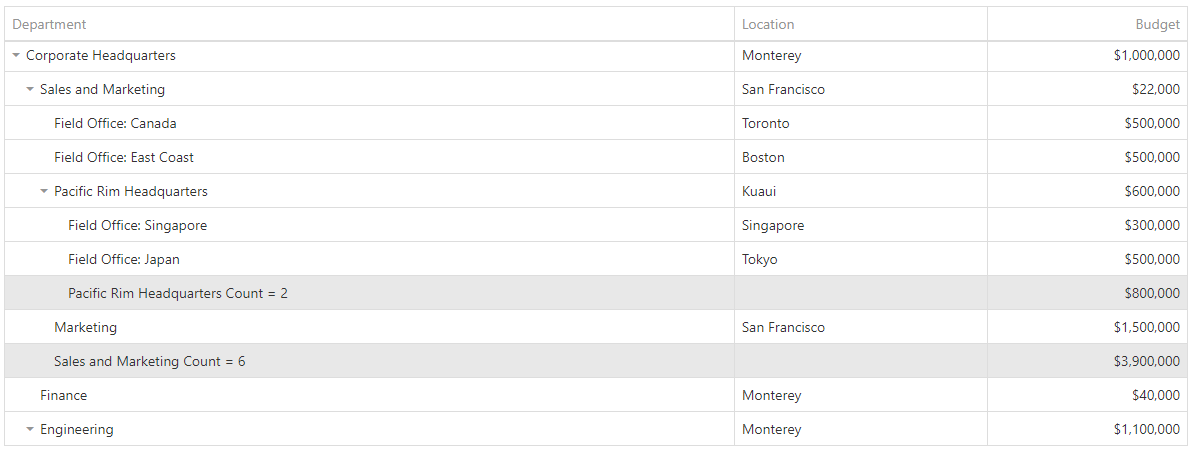 Department Location Budget
Corporate Headquarters Monterey $1,000,000
Sales and Marketing San Francisco $22,000
Field Office: Canada Toronto $500,000
Field Office: East Coast Boston $500,000
Pacific Rim Headquarters Kuaui $600,000
Field Office: Singapore Singapore $300,000
Field Office: Japan Tokyo $500,000
Pacific Rim Headquarters Count = 2 $800,000
Marketing San Francisco $1,500,000
Sales and Marketing Count = 6 $3,900,000
Finance Monterey $40,000
Engineering Monterey $1,100,000